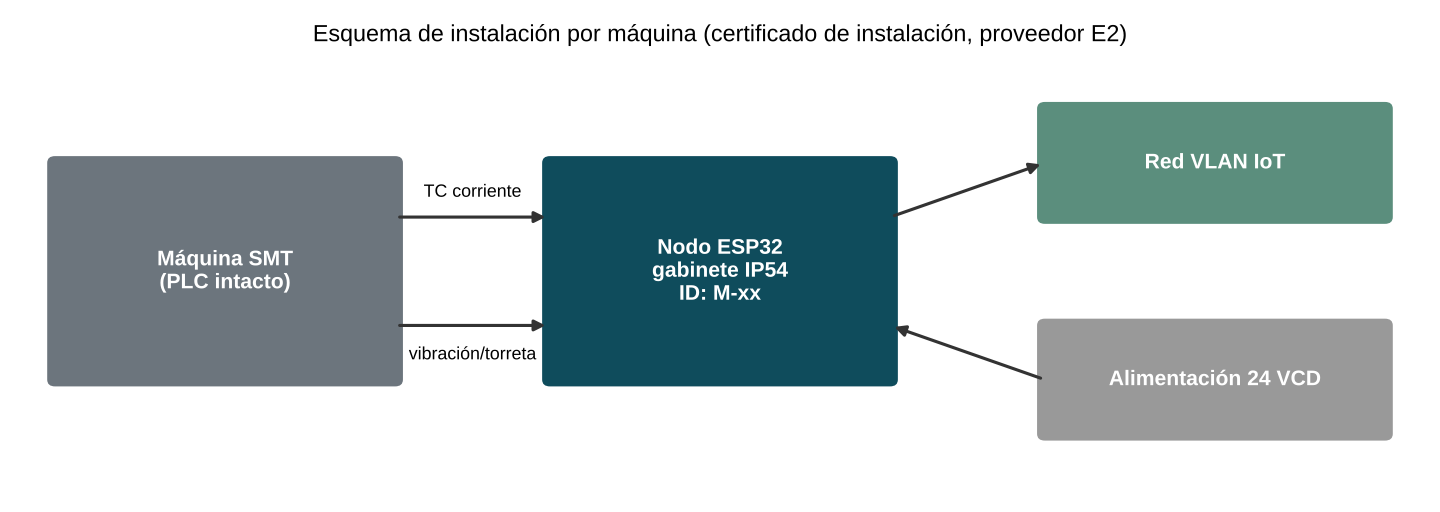 Esquema de instalación por máquina (certificado de instalación, proveedor E2)
Máquina SMT
(PLC intacto)
TC corriente
vibración/torreta
Nodo ESP32
gabinete IP54
ID: M-xx
Red VLAN IoT
Alimentación 24 VCD